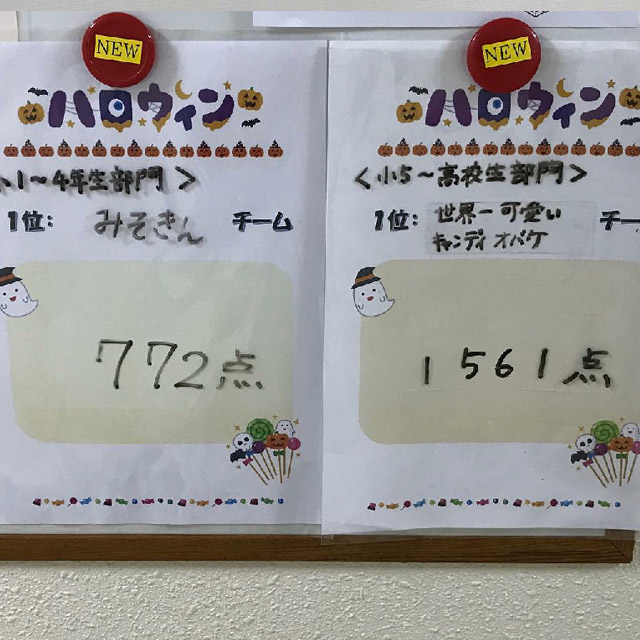 NEW
ハロウィン
小1〜4年生部門>
1位: みそきん チーム
772点
NEW
ハロウィン
<小5〜高校生部門>
1位: 世界一可愛い
キャンディオバケ
チー
1561点